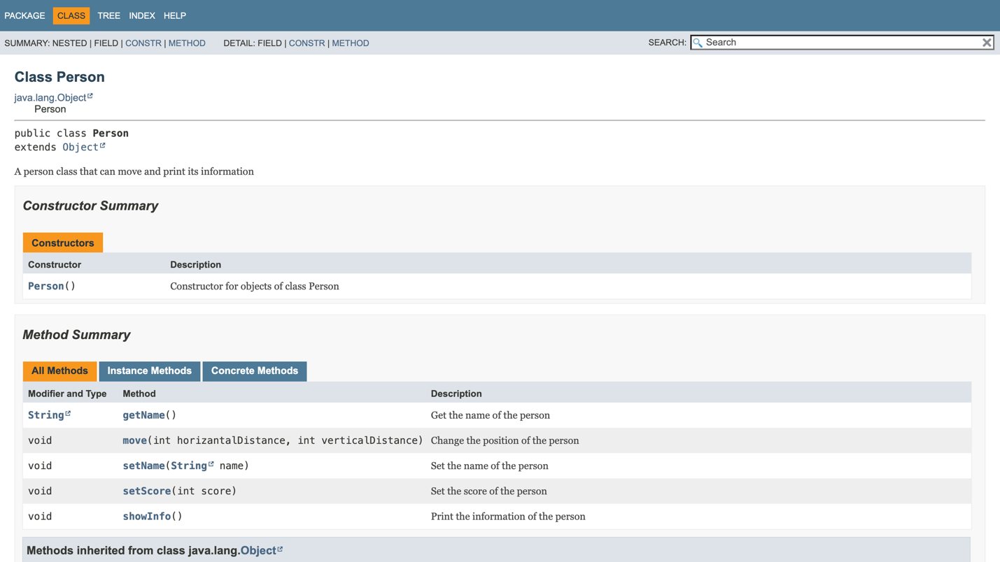 PACKAGE CLASS TREE INDEX HELP
SUMMARY: NESTED | FIELD | CONSTR | METHOD DETAIL: FIELD | CONSTR | METHOD SEARCH: Search
Class Person
java.lang.Object
Person
public class Person
extends Object
A person class that can move and print its information
Constructor Summary
Constructors
Constructor Description
Person() Constructor for objects of class Person
Method Summary
All Methods Instance Methods Concrete Methods
Modifier and Type Method Description
String getName() Get the name of the person
void move(int horizantalDistance, int verticalDistance) Change the position of the person
void setName(String name) Set the name of the person
void setScore(int score) Set the score of the person
void showInfo() Print the information of the person
Methods inherited from class java.lang.Object